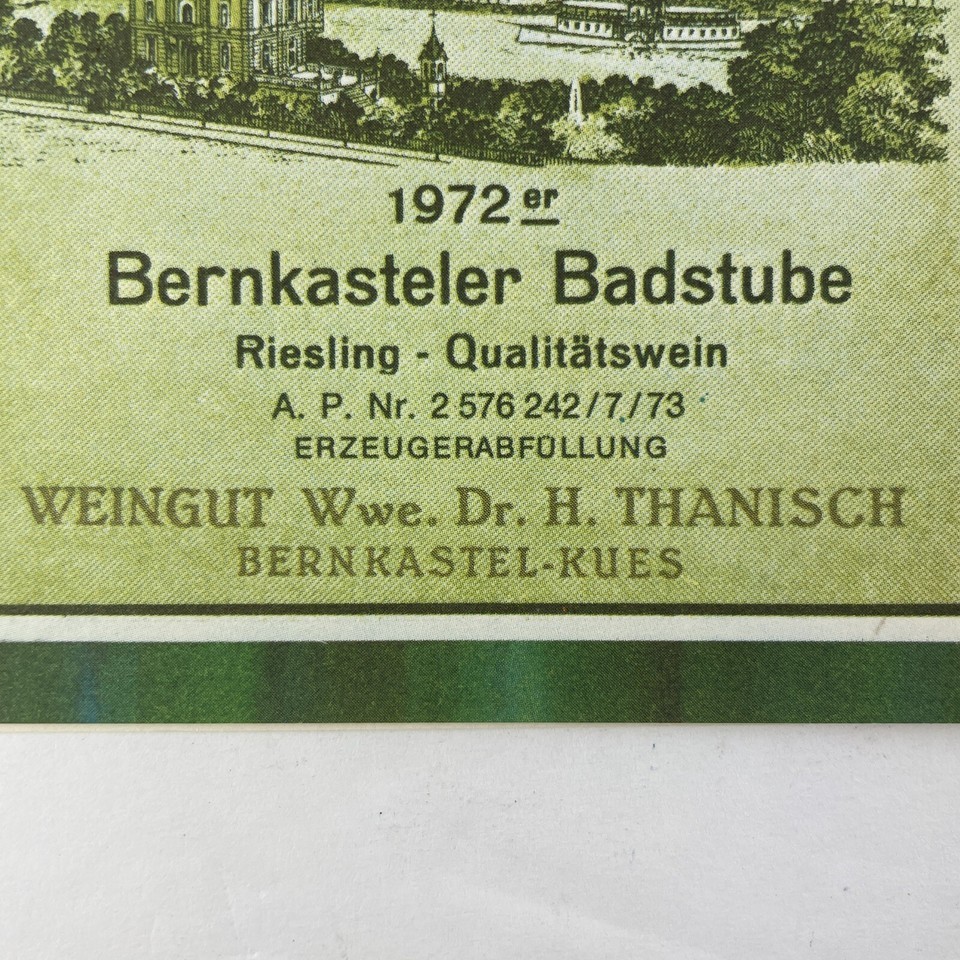 1972er
Bernkasteler Badstube
Riesling - Qualitätswein
A. P. Nr. 2 576 242/7/73
ERZEUGERABFÜLLUNG
WEINGUT Wwe. Dr. H. THANISCH
BERNKASTEL-KUES